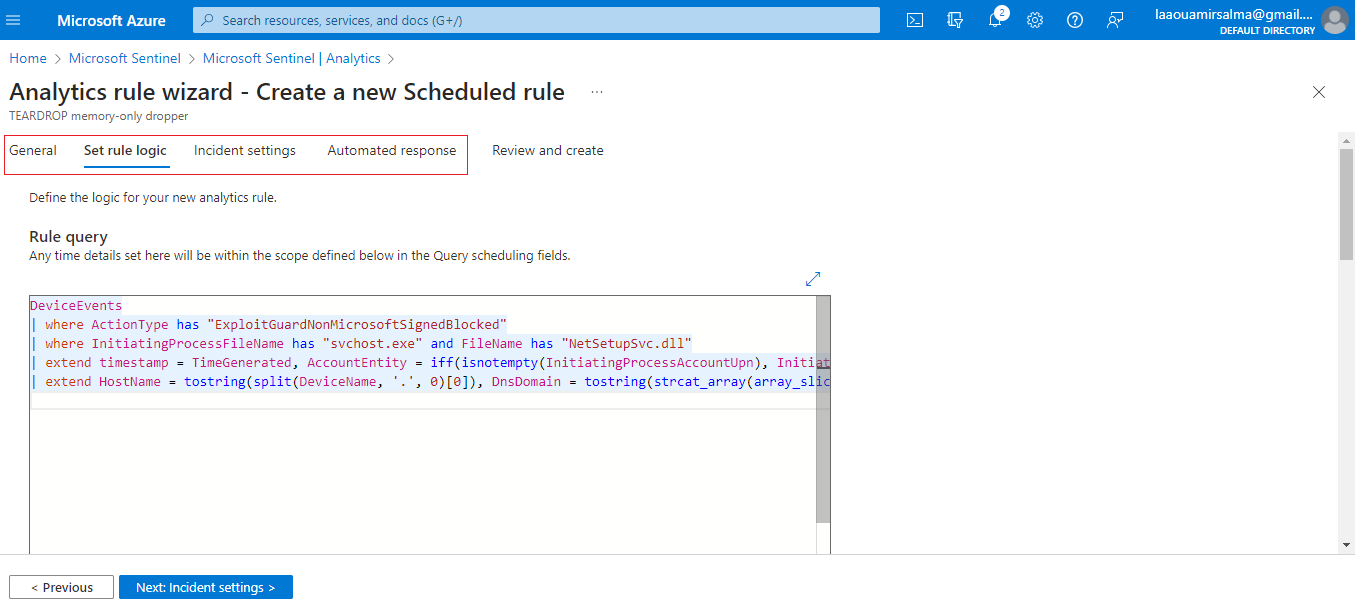 Microsoft Azure
Search resources, services, and docs (G+/)
2
laaouamirsalma@gmail....
DEFAULT DIRECTORY
Home > Microsoft Sentinel > Microsoft Sentinel | Analytics >
Analytics rule wizard - Create a new Scheduled rule ...
TEARDROP memory-only dropper
General Set rule logic Incident settings Automated response Review and create
Define the logic for your new analytics rule.
Rule query
Any time details set here will be within the scope defined below in the Query scheduling fields.
DeviceEvents
| where ActionType has "ExploitGuardNonMicrosoftSignedBlocked"
| where InitiatingProcessFileName has "svchost.exe" and FileName has "NetSetupSvc.dll"
| extend timestamp = TimeGenerated, AccountEntity = iff(isnotempty(InitiatingProcessAccountUpn), Initiat
| extend HostName = tostring(split(DeviceName, '.', 0)[0]), DnsDomain = tostring(strcat_array(array_slic
< Previous
Next: Incident settings >